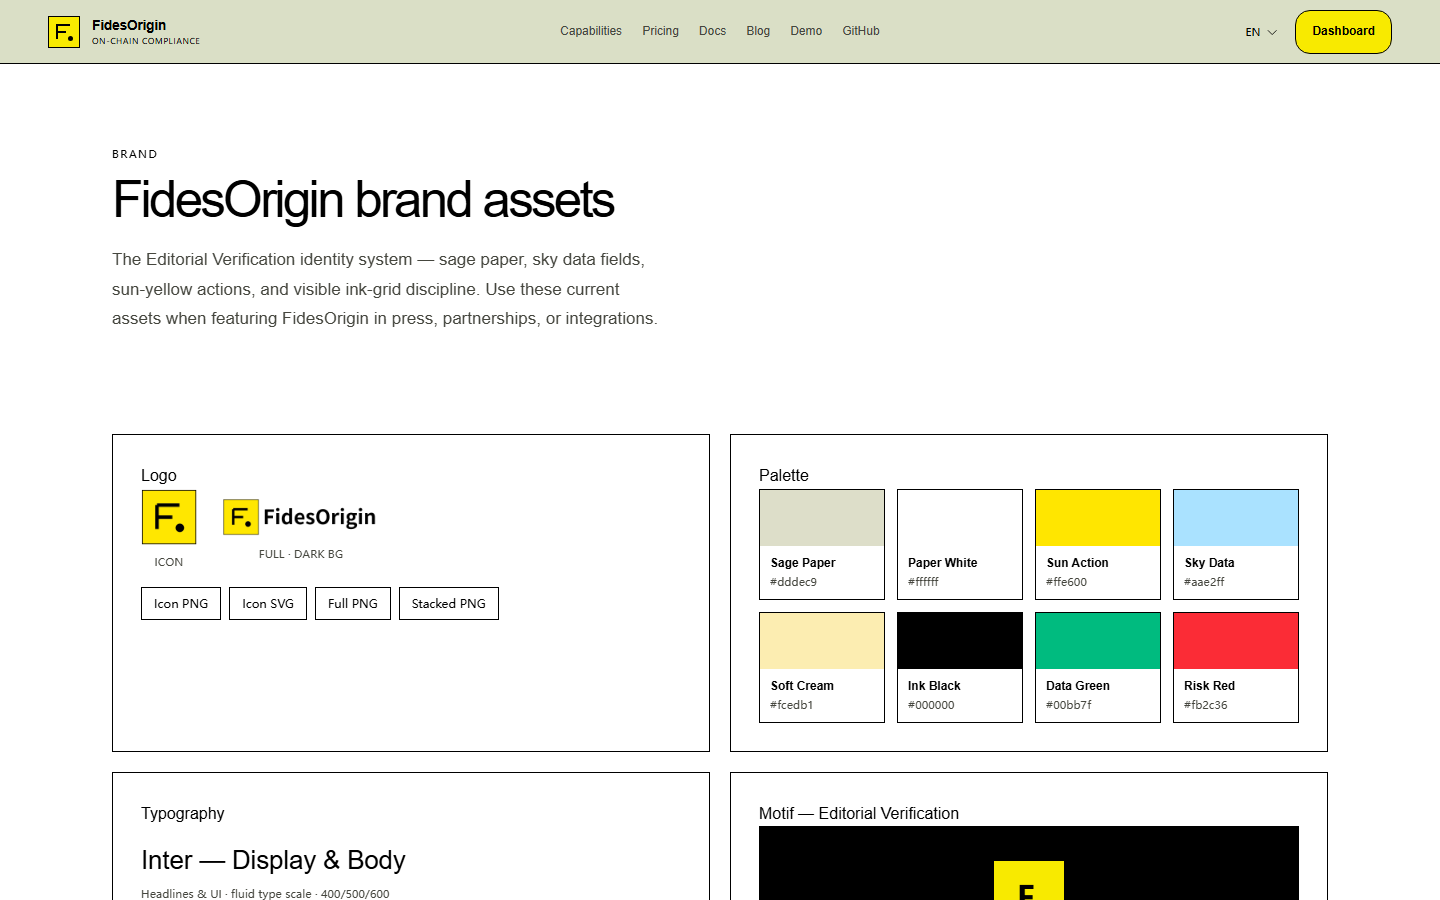 F.
FidesOrigin
ON-CHAIN COMPLIANCE
Capabilities
Pricing
Docs
Blog
Demo
GitHub
EN
Dashboard
BRAND
FidesOrigin brand assets
The Editorial Verification identity system — sage paper, sky data fields,
sun-yellow actions, and visible ink-grid discipline. Use these current
assets when featuring FidesOrigin in press, partnerships, or integrations.
Logo
F.
ICON
F. FidesOrigin
FULL · DARK BG
Icon PNG
Icon SVG
Full PNG
Stacked PNG
Palette
Sage Paper
#dddec9
Paper White
#ffffff
Sun Action
#ffe600
Sky Data
#aae2ff
Soft Cream
#fcedb1
Ink Black
#000000
Data Green
#00bb7f
Risk Red
#fb2c36
Typography
Inter — Display & Body
Headlines & UI · fluid type scale · 400/500/600
Motif — Editorial Verification
F